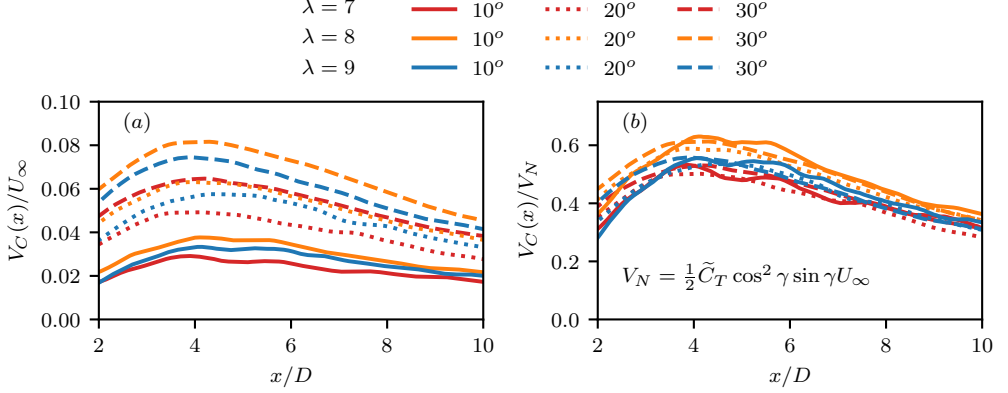 λ = 7 10° 20° 30°
λ = 8 10° 20° 30°
λ = 9 10° 20° 30°
(a)
V_C(x)/U_∞
0.10
0.08
0.06
0.04
0.02
0.00
2 4 6 8 10
x/D
(b)
V_C(x)/V_N
0.6
0.4
0.2
0.0
V_N = ½ C̃_T cos² γ sin γU_∞
2 4 6 8 10
x/D